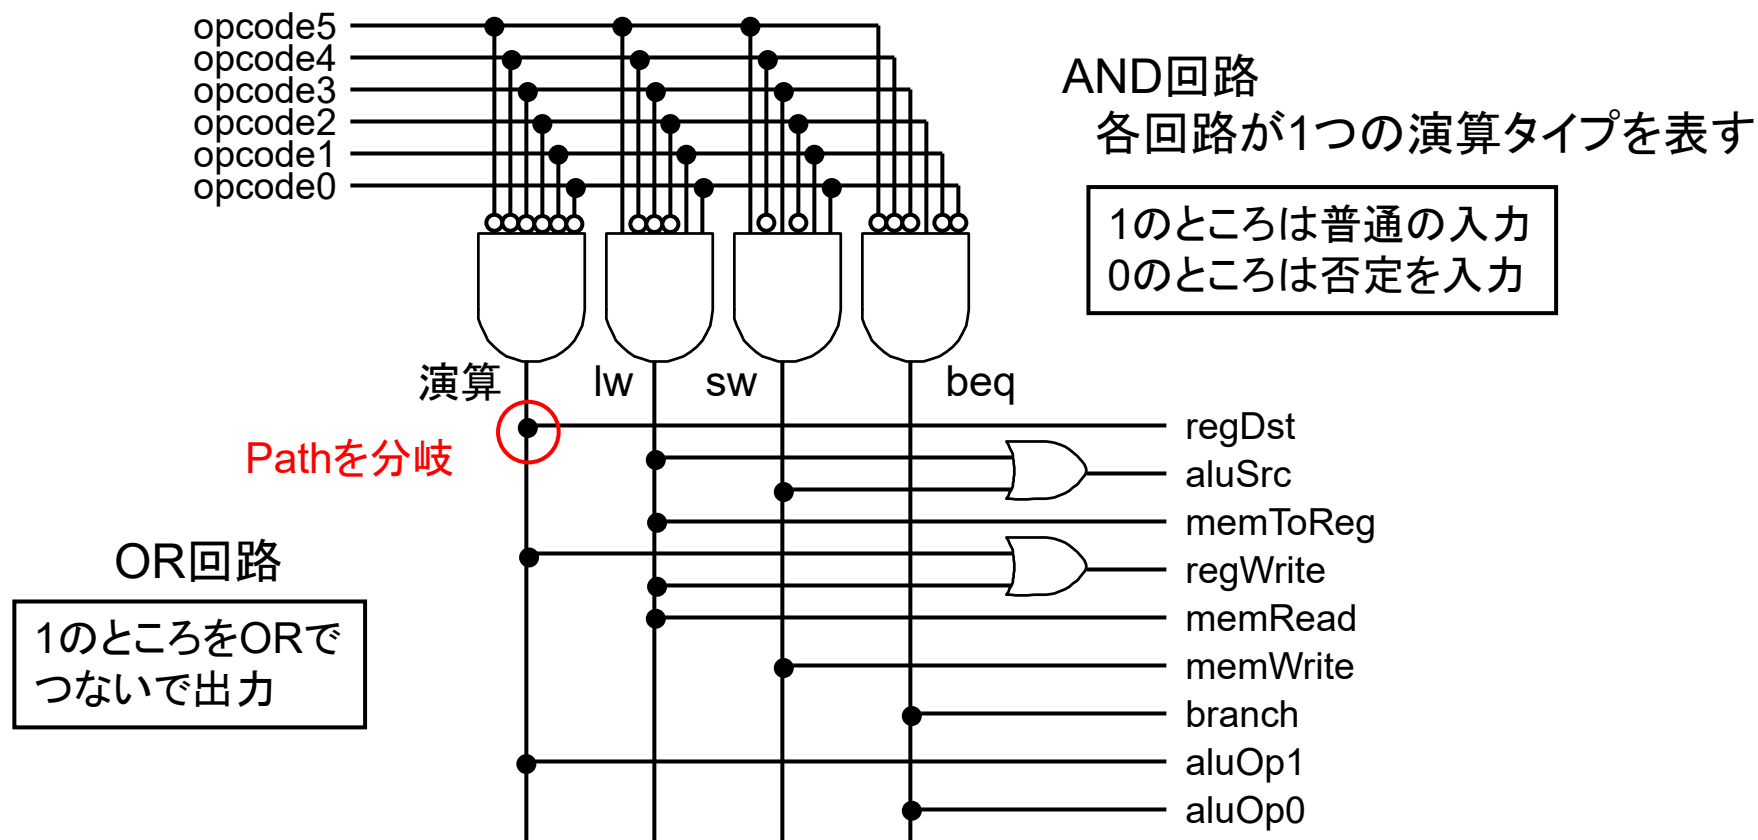 opcode5
opcode4
opcode3
opcode2
opcode1
opcode0
AND回路
各回路が1つの演算タイプを表す
1のところは普通の入力
0のところは否定を入力
演算
lw
sw
beq
Pathを分岐
regDst
aluSrc
memToReg
regWrite
memRead
memWrite
branch
aluOp1
aluOp0
OR回路
1のところをORで
つないで出力